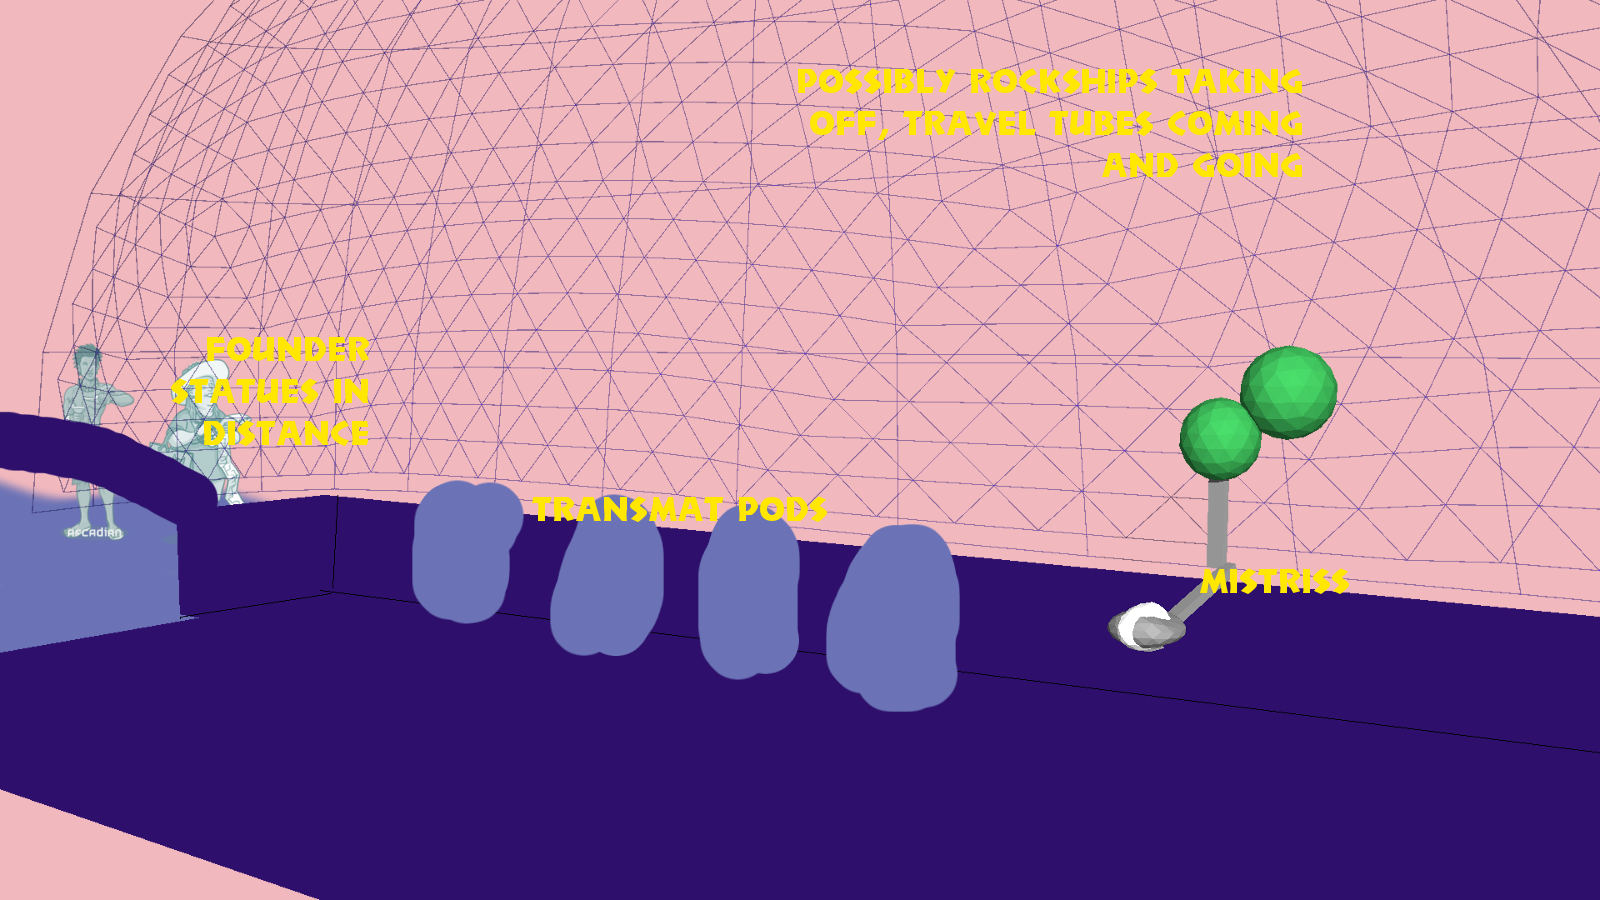 POSSIBLY ROCKSHIPS TAKING
OFF, TRAVEL TUBES COMING
AND GOING
FOUNDER
STATUES IN
DISTANCE
TRANSMAT PODS
ARCADIAN
MISTRISS